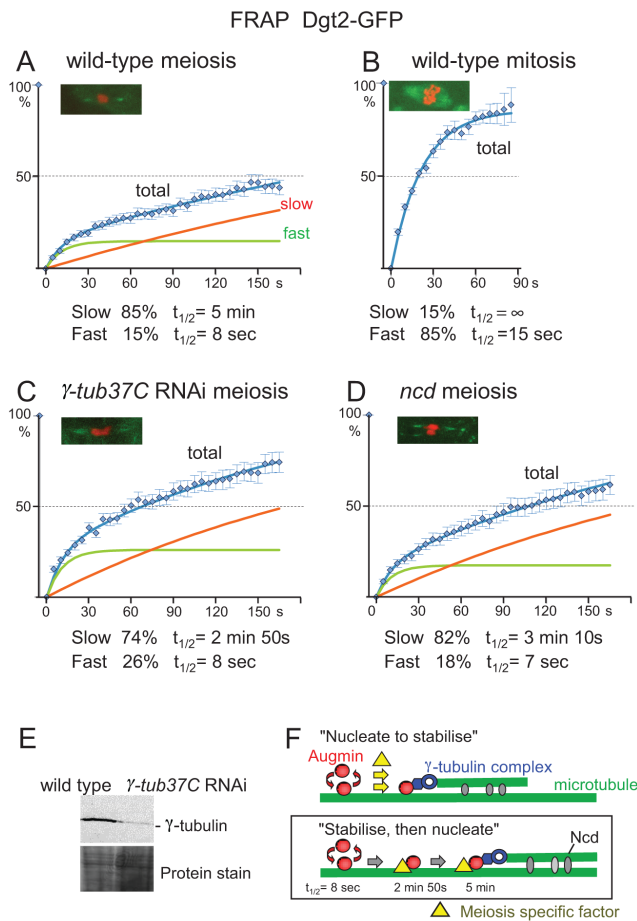 FRAP Dgt2-GFP
A wild-type meiosis
100
%
50
total
slow
fast
0 30 60 90 120 150 s
Slow 85% t1/2= 5 min
Fast 15% t1/2= 8 sec
B wild-type mitosis
total
0 30 60 90 s
Slow 15% t1/2 = ∞
Fast 85% t1/2 =15 sec
C γ-tub37C RNAi meiosis
100
%
50
total
0 30 60 90 120 150 s
Slow 74% t1/2= 2 min 50s
Fast 26% t1/2= 8 sec
D ncd meiosis
100
%
50
total
0 30 60 90 120 150 s
Slow 82% t1/2= 3 min 10s
Fast 18% t1/2= 7 sec
E
wild type γ-tub37C RNAi
- γ-tubulin
Protein stain
F
"Nucleate to stabilise"
Augmin
γ-tubulin complex
microtubule
"Stabilise, then nucleate"
Ncd
t1/2= 8 sec 2 min 50s 5 min
Meiosis specific factor